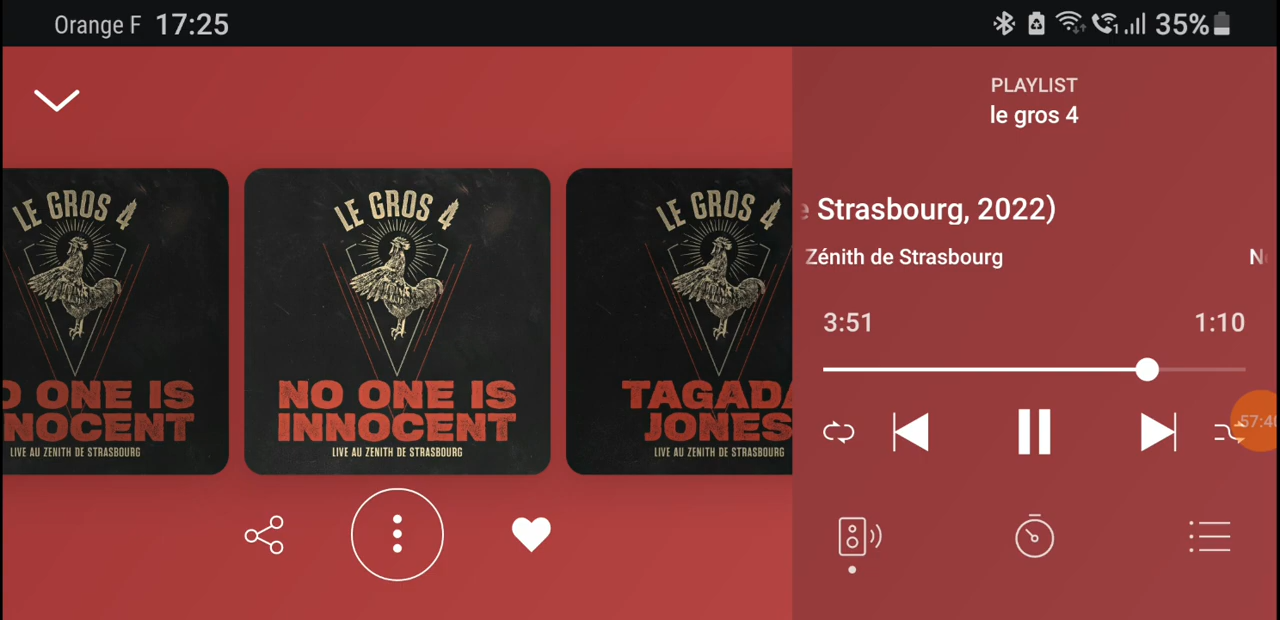 Orange F 17:25
35%
PLAYLIST
le gros 4
LE GROS 4
NO ONE IS
INNOCENT
LIVE AU ZENITH DE STRASBOURG
LE GROS 4
NO ONE IS
INNOCENT
LIVE AU ZENITH DE STRASBOURG
LE GROS 4
TAGADA
JONES
LIVE AU ZENITH DE STRASBOURG
e Strasbourg, 2022)
Zénith de Strasbourg
3:51
1:10